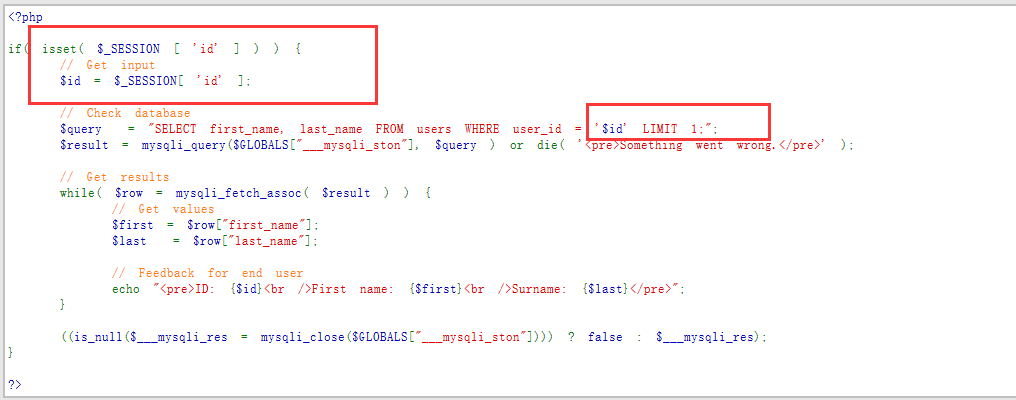 <?php
if( isset( $_SESSION [ 'id' ] ) ) {
// Get input
$id = $_SESSION[ 'id' ];
// Check database
$query = "SELECT first_name, last_name FROM users WHERE user_id = '$id' LIMIT 1;";
$result = mysqli_query($GLOBALS["___mysqli_ston"], $query ) or die( '<pre>Something went wrong.</pre>' );
// Get results
while( $row = mysqli_fetch_assoc( $result ) ) {
// Get values
$first = $row["first_name"];
$last = $row["last_name"];
// Feedback for end user
echo "<pre>ID: {$id}<br />First name: {$first}<br />Surname: {$last}</pre>";
}
((is_null($___mysqli_res = mysqli_close($GLOBALS["___mysqli_ston"]))) ? false : $___mysqli_res);
}
?>